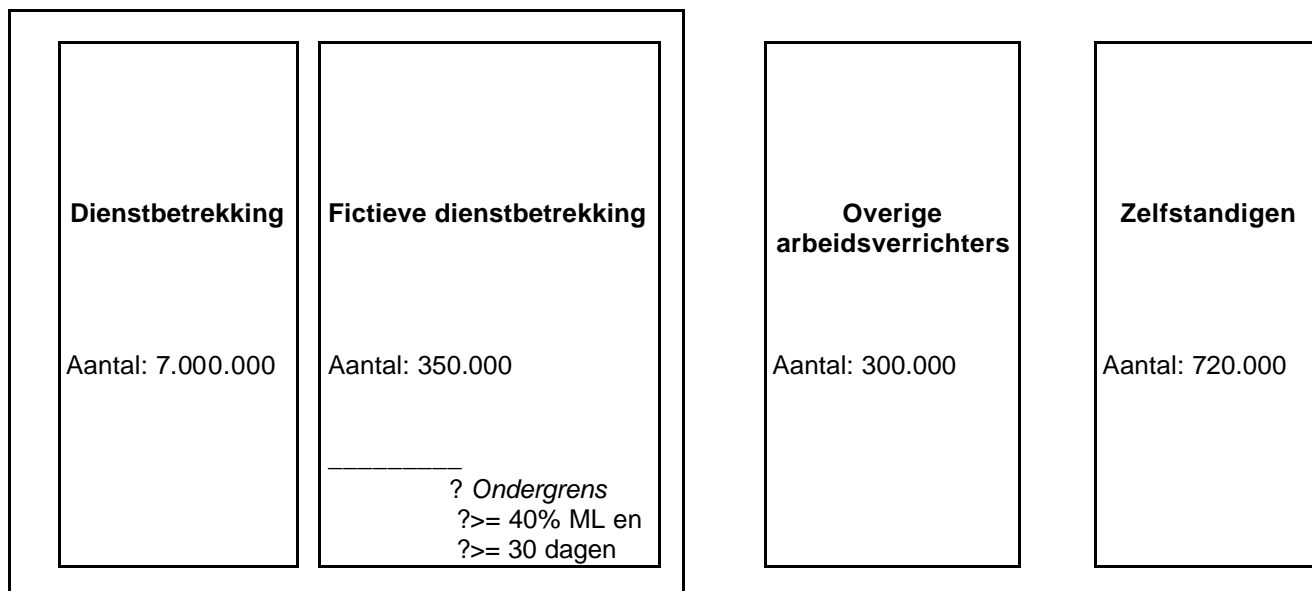 Dienstbetrekking
Aantal: 7.000.000
Fictieve dienstbetrekking
Aantal: 350.000
_________
? Ondergrens
?>= 40% ML en
?>= 30 dagen
Overige
arbeidsverrichters
Aantal: 300.000
Zelfstandigen
Aantal: 720.000